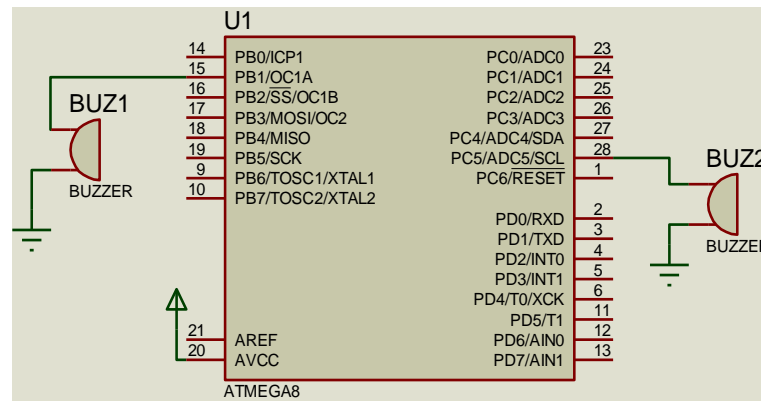 U1
14 PB0/ICP1 PC0/ADC0 23
15 PB1/OC1A PC1/ADC1 24
16 PB2/SS/OC1B PC2/ADC2 25
17 PB3/MOSI/OC2 PC3/ADC3 26
18 PB4/MISO PC4/ADC4/SDA 27
19 PB5/SCK PC5/ADC5/SCL 28
9 PB6/TOSC1/XTAL1 PC6/RESET 1
10 PB7/TOSC2/XTAL2
PD0/RXD 2
PD1/TXD 3
PD2/INT0 4
PD3/INT1 5
PD4/T0/XCK 6
PD5/T1 11
21 AREF PD6/AIN0 12
20 AVCC PD7/AIN1 13
ATMEGA8
BUZ1
BUZZER
BUZ2
BUZZER